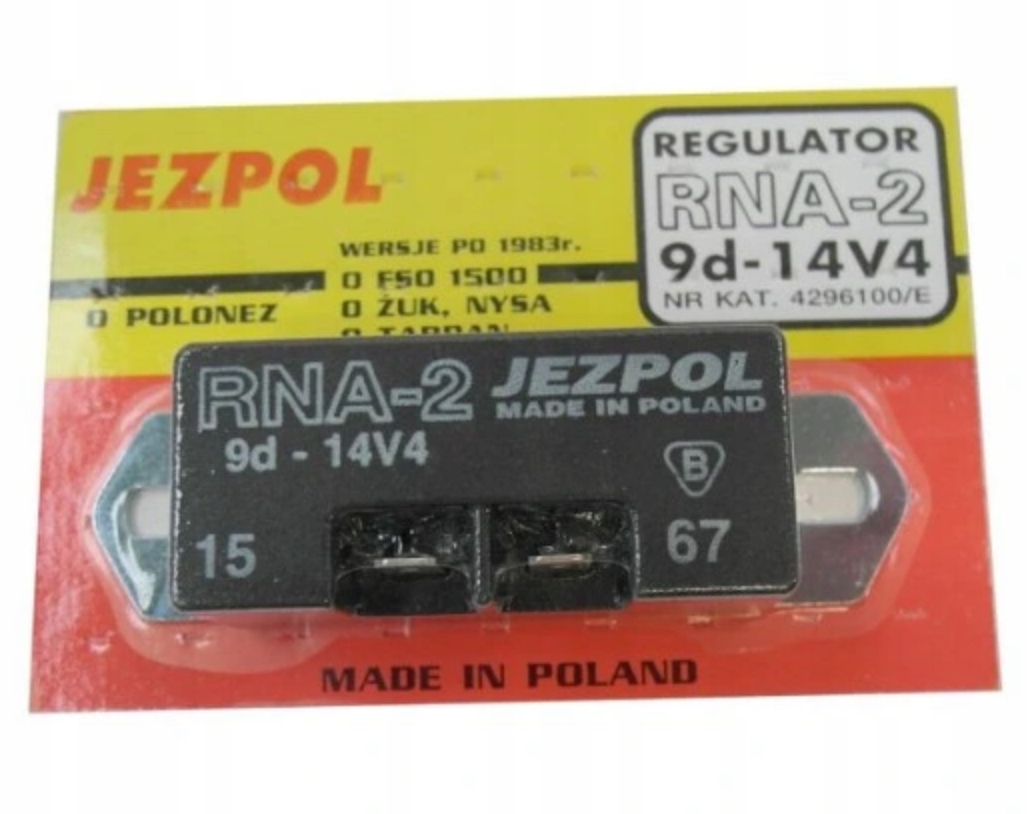 JEZPOL
REGULATOR
RNA-2
9d-14V4
NR KAT. 4296100/E
WERSJE PO 1983r.
O POLONEZ
O FSO 1500
O ŻUK, NYSA
O TARPAN
RNA-2
JEZPOL
MADE IN POLAND
9d - 14V4
B
15
67
MADE IN POLAND